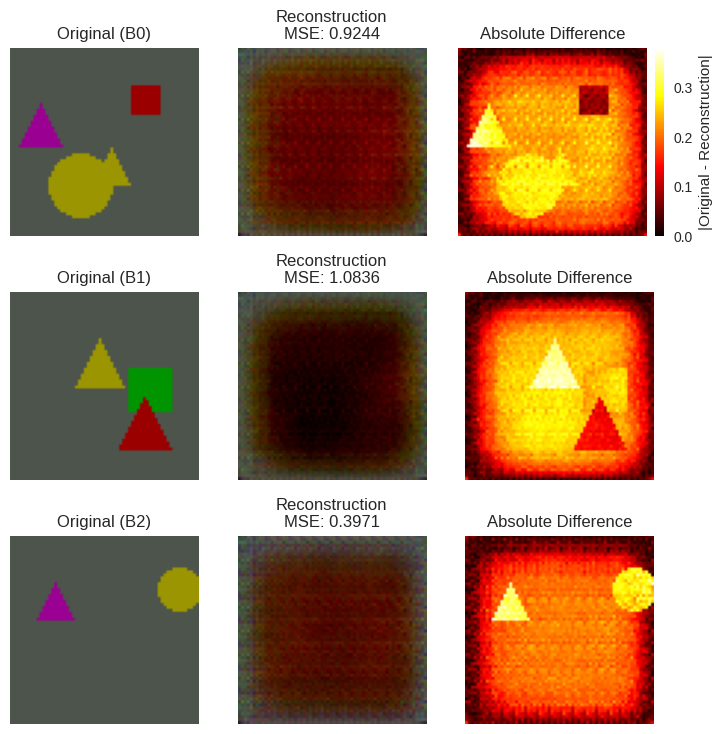 Original (B0)
Reconstruction
MSE: 0.9244
Absolute Difference
0.3
0.2
0.1
0.0
|Original - Reconstruction|
Original (B1)
Reconstruction
MSE: 1.0836
Absolute Difference
Original (B2)
Reconstruction
MSE: 0.3971
Absolute Difference